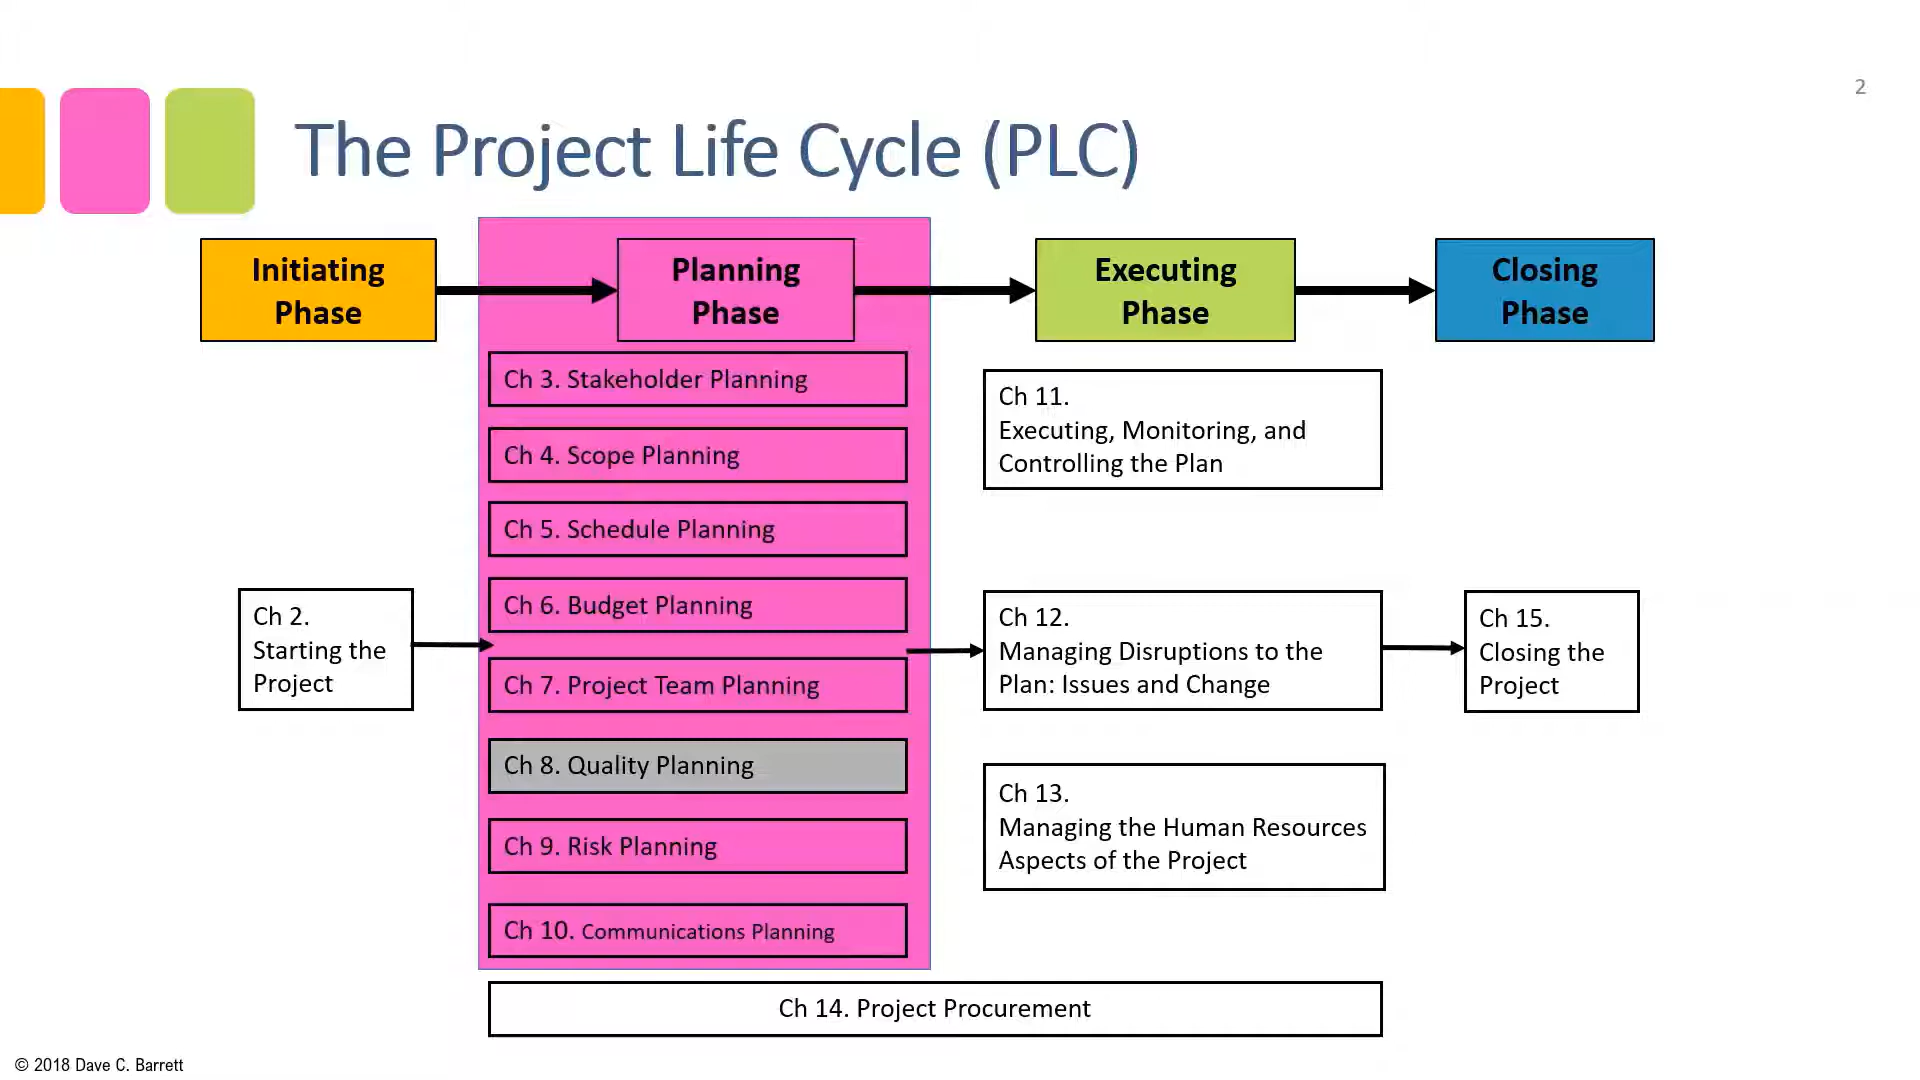 2
The Project Life Cycle (PLC)
Initiating
Phase
Planning
Phase
Executing
Phase
Closing
Phase
Ch 2.
Starting the
Project
Ch 3. Stakeholder Planning
Ch 4. Scope Planning
Ch 5. Schedule Planning
Ch 6. Budget Planning
Ch 7. Project Team Planning
Ch 8. Quality Planning
Ch 9. Risk Planning
Ch 10. Communications Planning
Ch 11.
Executing, Monitoring, and
Controlling the Plan
Ch 12.
Managing Disruptions to the
Plan: Issues and Change
Ch 13.
Managing the Human Resources
Aspects of the Project
Ch 15.
Closing the
Project
Ch 14. Project Procurement
© 2018 Dave C. Barrett